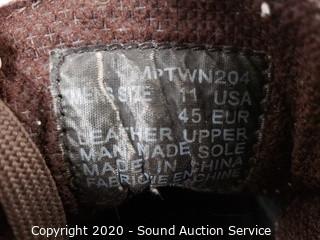 MPTWN204
MEN'S SIZE 11 USA
45 EUR
LEATHER UPPER
MAN MADE SOLE
MADE IN CHINA
FABRIQUE EN CHINE
Copyright 2020 - Sound Auction Service